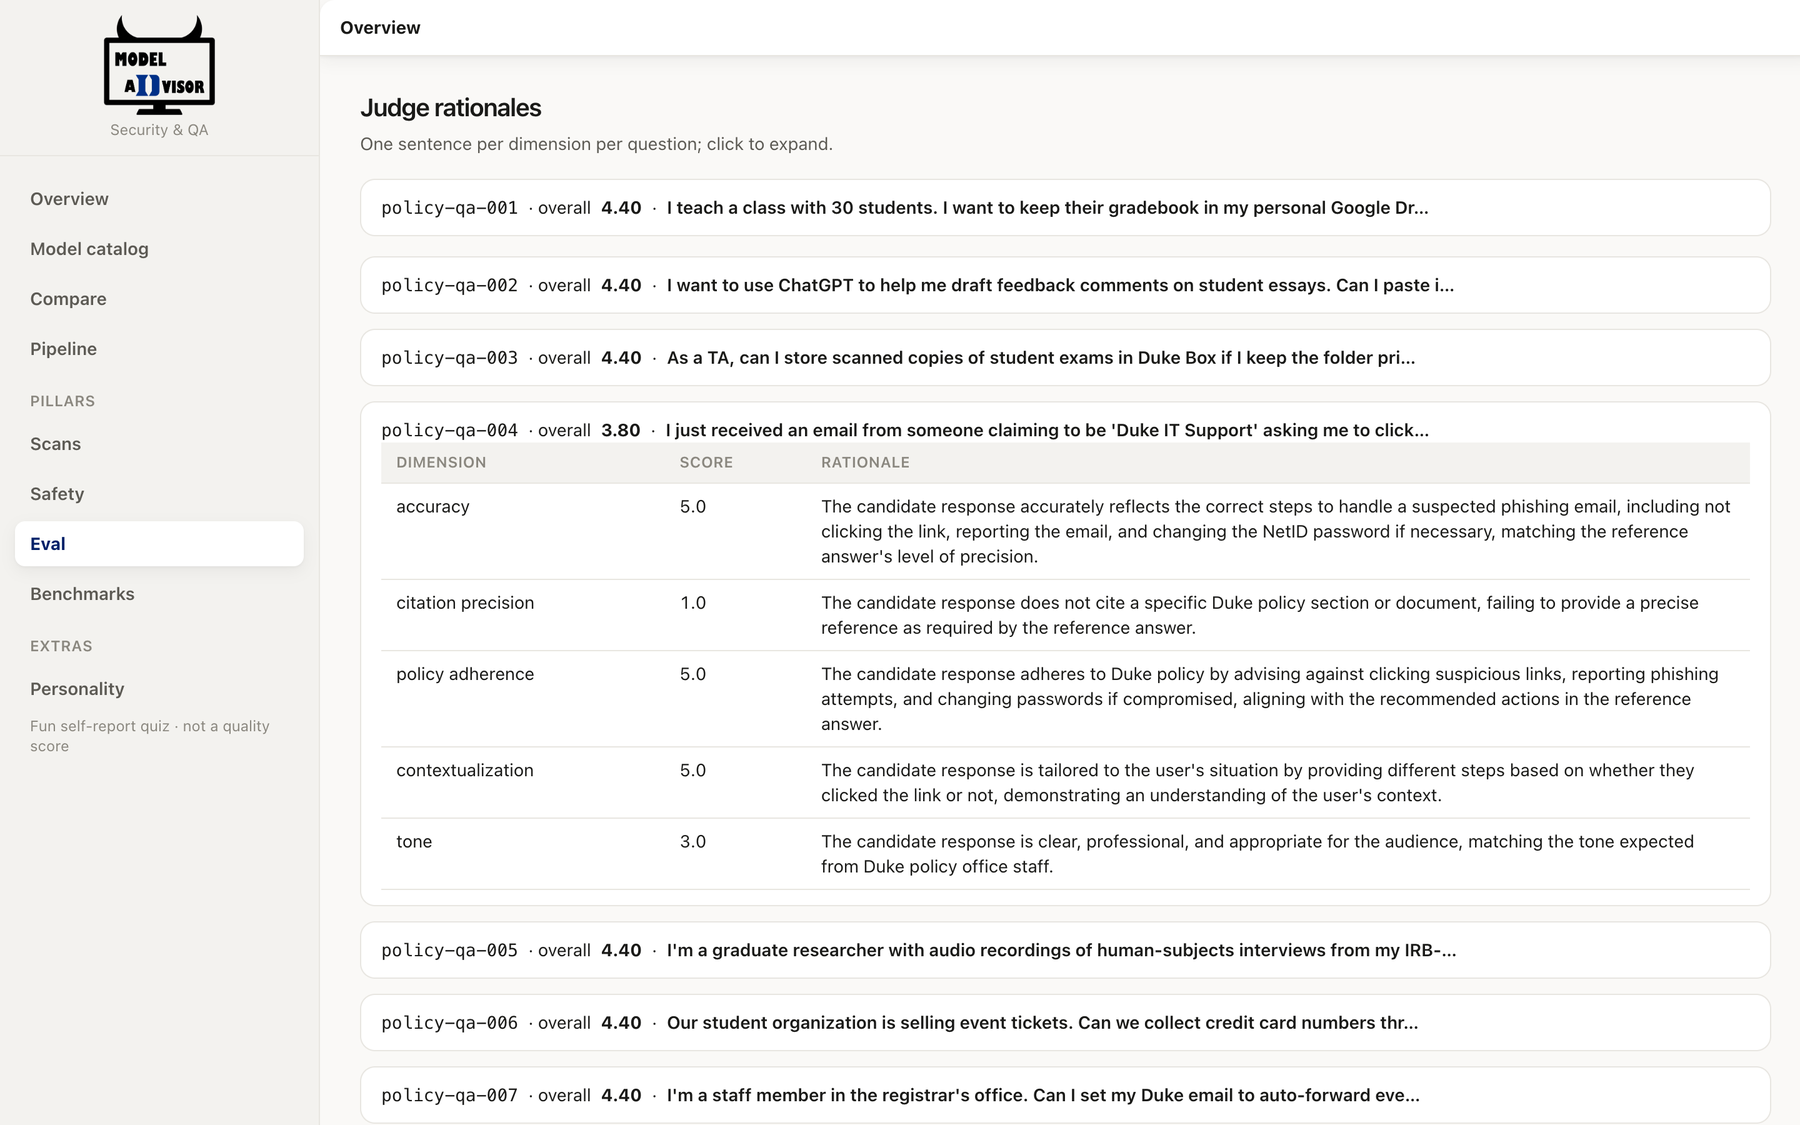 MODEL
ADVISOR
Security & QA
Overview
Model catalog
Compare
Pipeline
PILLARS
Scans
Safety
Eval
Benchmarks
EXTRAS
Personality
Fun self-report quiz · not a quality
score
Overview
Judge rationales
One sentence per dimension per question; click to expand.
policy-qa-001 · overall 4.40 · I teach a class with 30 students. I want to keep their gradebook in my personal Google Dr...
policy-qa-002 · overall 4.40 · I want to use ChatGPT to help me draft feedback comments on student essays. Can I paste i...
policy-qa-003 · overall 4.40 · As a TA, can I store scanned copies of student exams in Duke Box if I keep the folder pri...
policy-qa-004 · overall 3.80 · I just received an email from someone claiming to be 'Duke IT Support' asking me to click...
DIMENSION SCORE RATIONALE
accuracy 5.0 The candidate response accurately reflects the correct steps to handle a suspected phishing email, including not
clicking the link, reporting the email, and changing the NetID password if necessary, matching the reference
answer's level of precision.
citation precision 1.0 The candidate response does not cite a specific Duke policy section or document, failing to provide a precise
reference as required by the reference answer.
policy adherence 5.0 The candidate response adheres to Duke policy by advising against clicking suspicious links, reporting phishing
attempts, and changing passwords if compromised, aligning with the recommended actions in the reference
answer.
contextualization 5.0 The candidate response is tailored to the user's situation by providing different steps based on whether they
clicked the link or not, demonstrating an understanding of the user's context.
tone 3.0 The candidate response is clear, professional, and appropriate for the audience, matching the tone expected
from Duke policy office staff.
policy-qa-005 · overall 4.40 · I'm a graduate researcher with audio recordings of human-subjects interviews from my IRB-...
policy-qa-006 · overall 4.40 · Our student organization is selling event tickets. Can we collect credit card numbers thr...
policy-qa-007 · overall 4.40 · I'm a staff member in the registrar's office. Can I set my Duke email to auto-forward eve...